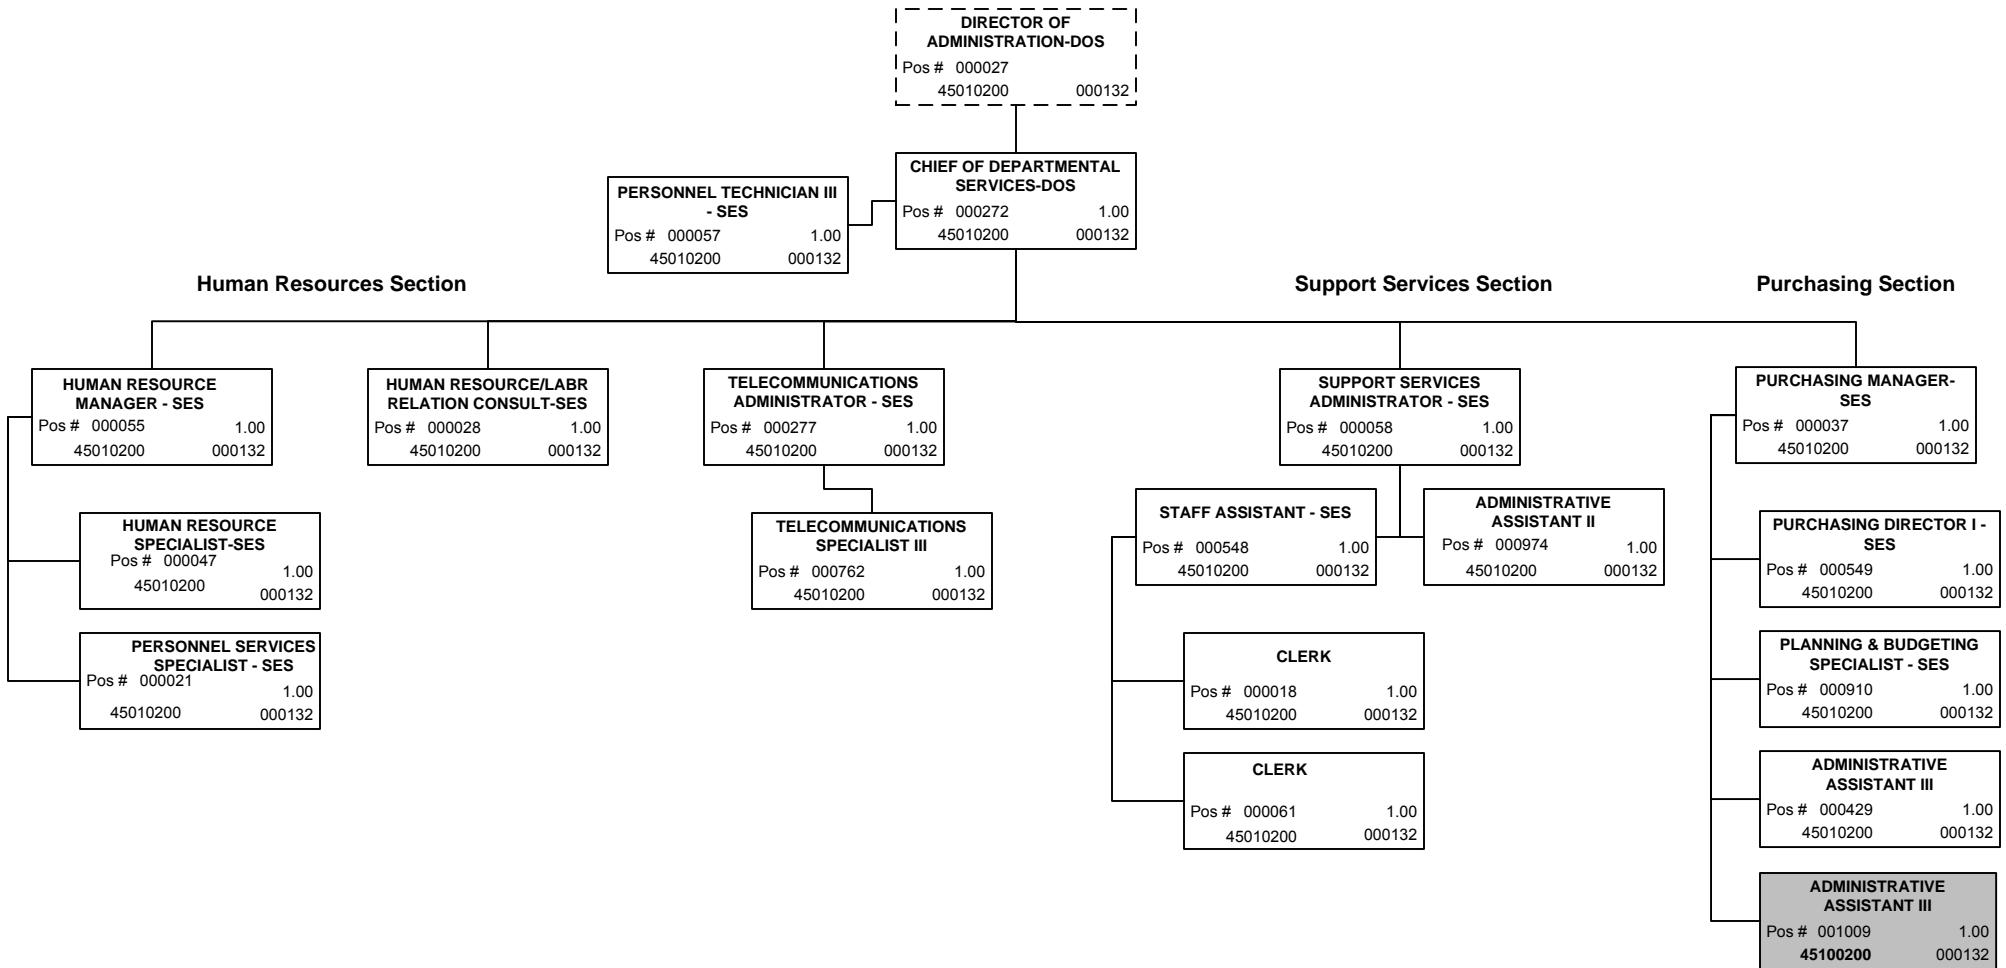 DIRECTOR OF
ADMINISTRATION-DOS
Pos # 000027
45010200 000132
CHIEF OF DEPARTMENTAL
SERVICES-DOS
Pos # 000272 1.00
45010200 000132
PERSONNEL TECHNICIAN III
- SES
Pos # 000057 1.00
45010200 000132
Human Resources Section
Support Services Section
Purchasing Section
HUMAN RESOURCE
MANAGER - SES
Pos # 000055 1.00
45010200 000132
HUMAN RESOURCE/LABR
RELATION CONSULT-SES
Pos # 000028 1.00
45010200 000132
TELECOMMUNICATIONS
ADMINISTRATOR - SES
Pos # 000277 1.00
45010200 000132
SUPPORT SERVICES
ADMINISTRATOR - SES
Pos # 000058 1.00
45010200 000132
PURCHASING MANAGER-
SES
Pos # 000037 1.00
45010200 000132
HUMAN RESOURCE
SPECIALIST-SES
Pos # 000047
1.00
45010200
000132
PERSONNEL SERVICES
SPECIALIST - SES
Pos # 000021
1.00
45010200 000132
TELECOMMUNICATIONS
SPECIALIST III
Pos # 000762 1.00
45010200 000132
STAFF ASSISTANT - SES
Pos # 000548 1.00
45010200 000132
ADMINISTRATIVE
ASSISTANT II
Pos # 000974 1.00
45010200 000132
CLERK
Pos # 000018 1.00
45010200 000132
CLERK
Pos # 000061 1.00
45010200 000132
PURCHASING DIRECTOR I -
SES
Pos # 000549 1.00
45010200 000132
PLANNING & BUDGETING
SPECIALIST - SES
Pos # 000910 1.00
45010200 000132
ADMINISTRATIVE
ASSISTANT III
Pos # 000429 1.00
45010200 000132
ADMINISTRATIVE
ASSISTANT III
Pos # 001009 1.00
45100200 000132